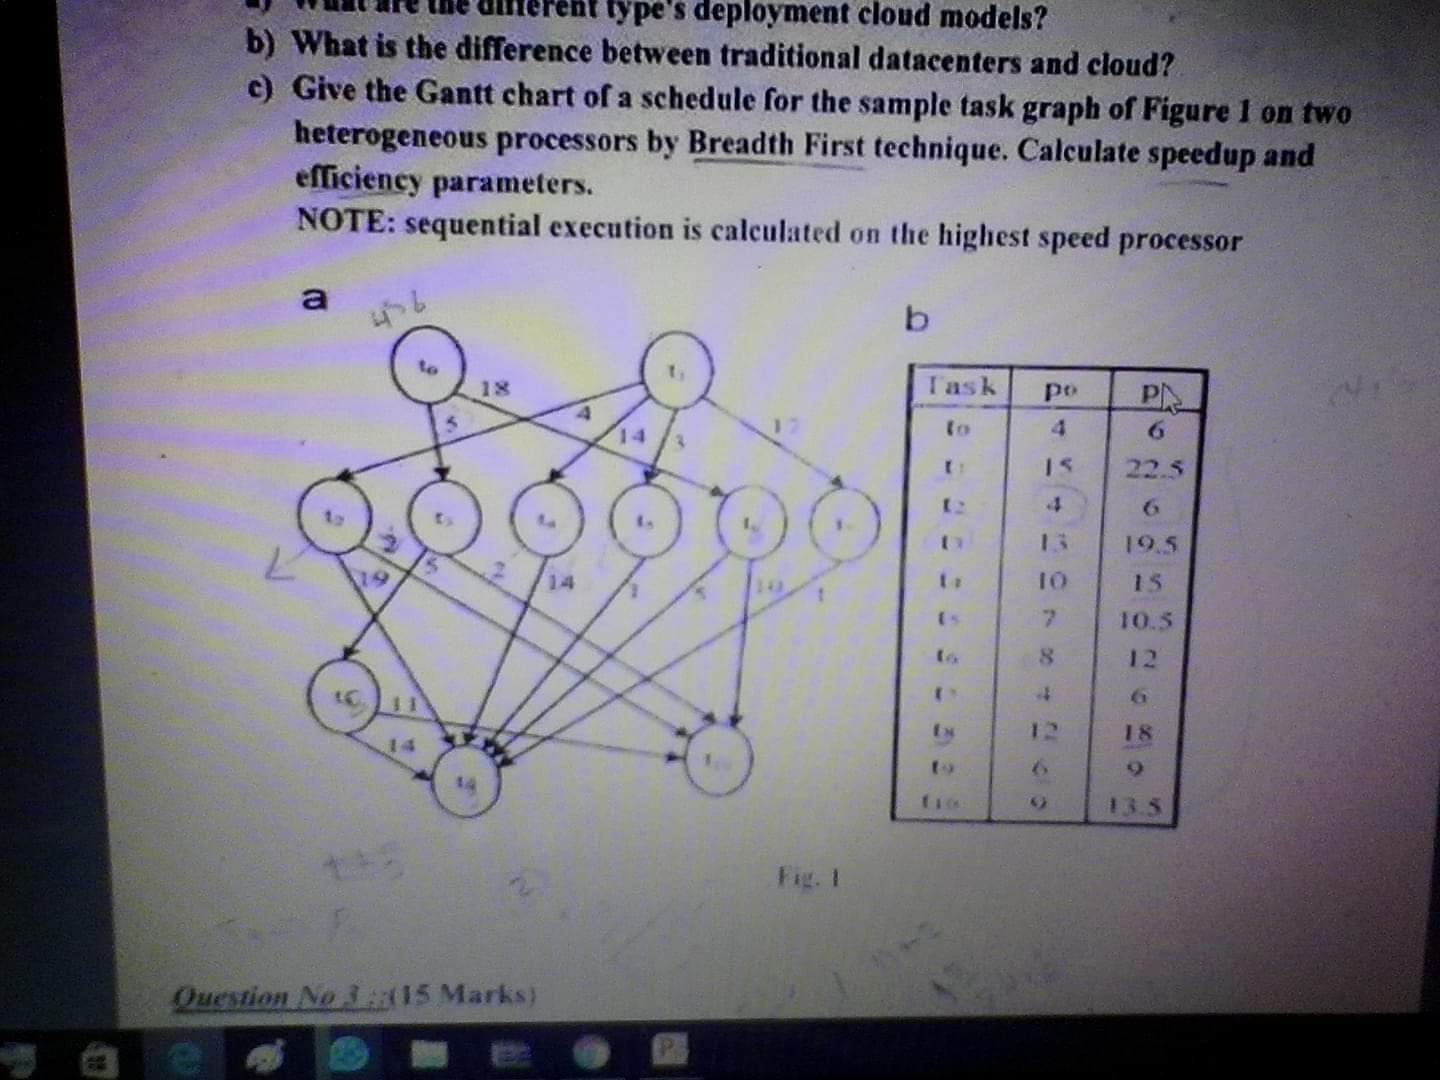 What are the different type's deployment cloud models?
b) What is the difference between traditional datacenters and cloud?
c) Give the Gantt chart of a schedule for the sample task graph of Figure 1 on two
heterogeneous processors by Breadth First technique. Calculate speedup and
efficiency parameters.
NOTE: sequential execution is calculated on the highest speed processor
a
b
t0
t1
18
5
4
14
3
t2
t3
t4
t5
t6
2
19
5
2
14
1
5
10
1
11
14
t9
t10
Task p0 p
t0 4 6
t1 15 22.5
t2 4 6
t3 13 19.5
t4 10 15
t5 7 10.5
t6 8 12
t7 4 6
t8 12 18
t9 6 9
t10 9 13.5
Fig. 1
Question No 3 ::(15 Marks)